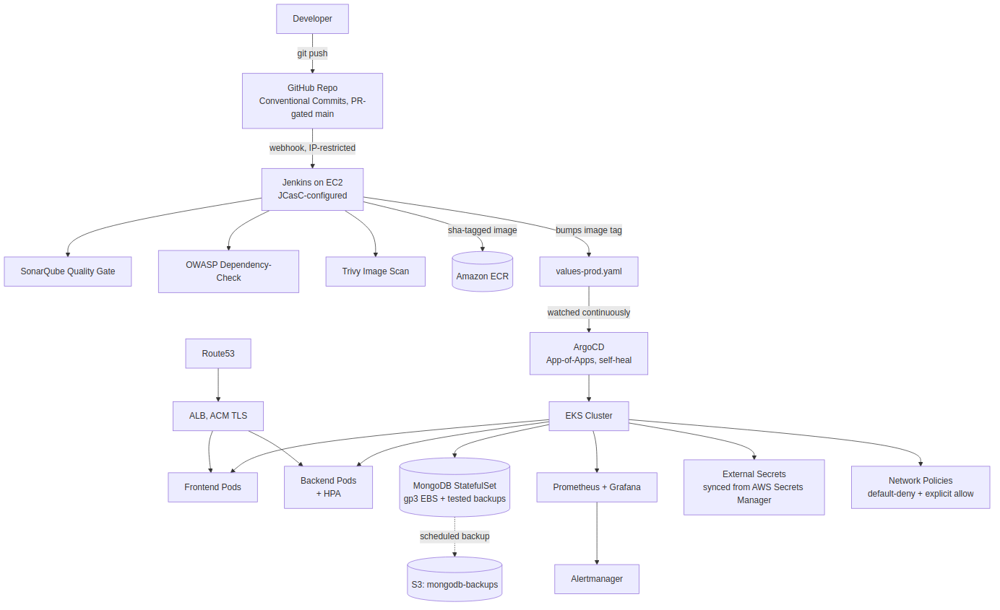 Developer
git push
GitHub Repo
Conventional Commits, PR-
gated main
webhook, IP-restricted
Jenkins on EC2
JCasC-configured
sha-tagged image
bumps image tag
SonarQube Quality Gate
OWASP Dependency-
Check
Trivy Image Scan
Amazon ECR
values-prod.yaml
watched continuously
Route53
ArgoCD
App-of-Apps, self-heal
ALB, ACM TLS
EKS Cluster
Frontend Pods
Backend Pods
+ HPA
MongoDB StatefulSet
gp3 EBS + tested backups
Prometheus + Grafana
External Secrets
synced from AWS Secrets
Manager
Network Policies
default-deny + explicit allow
scheduled backup
S3: mongodb-backups
Alertmanager